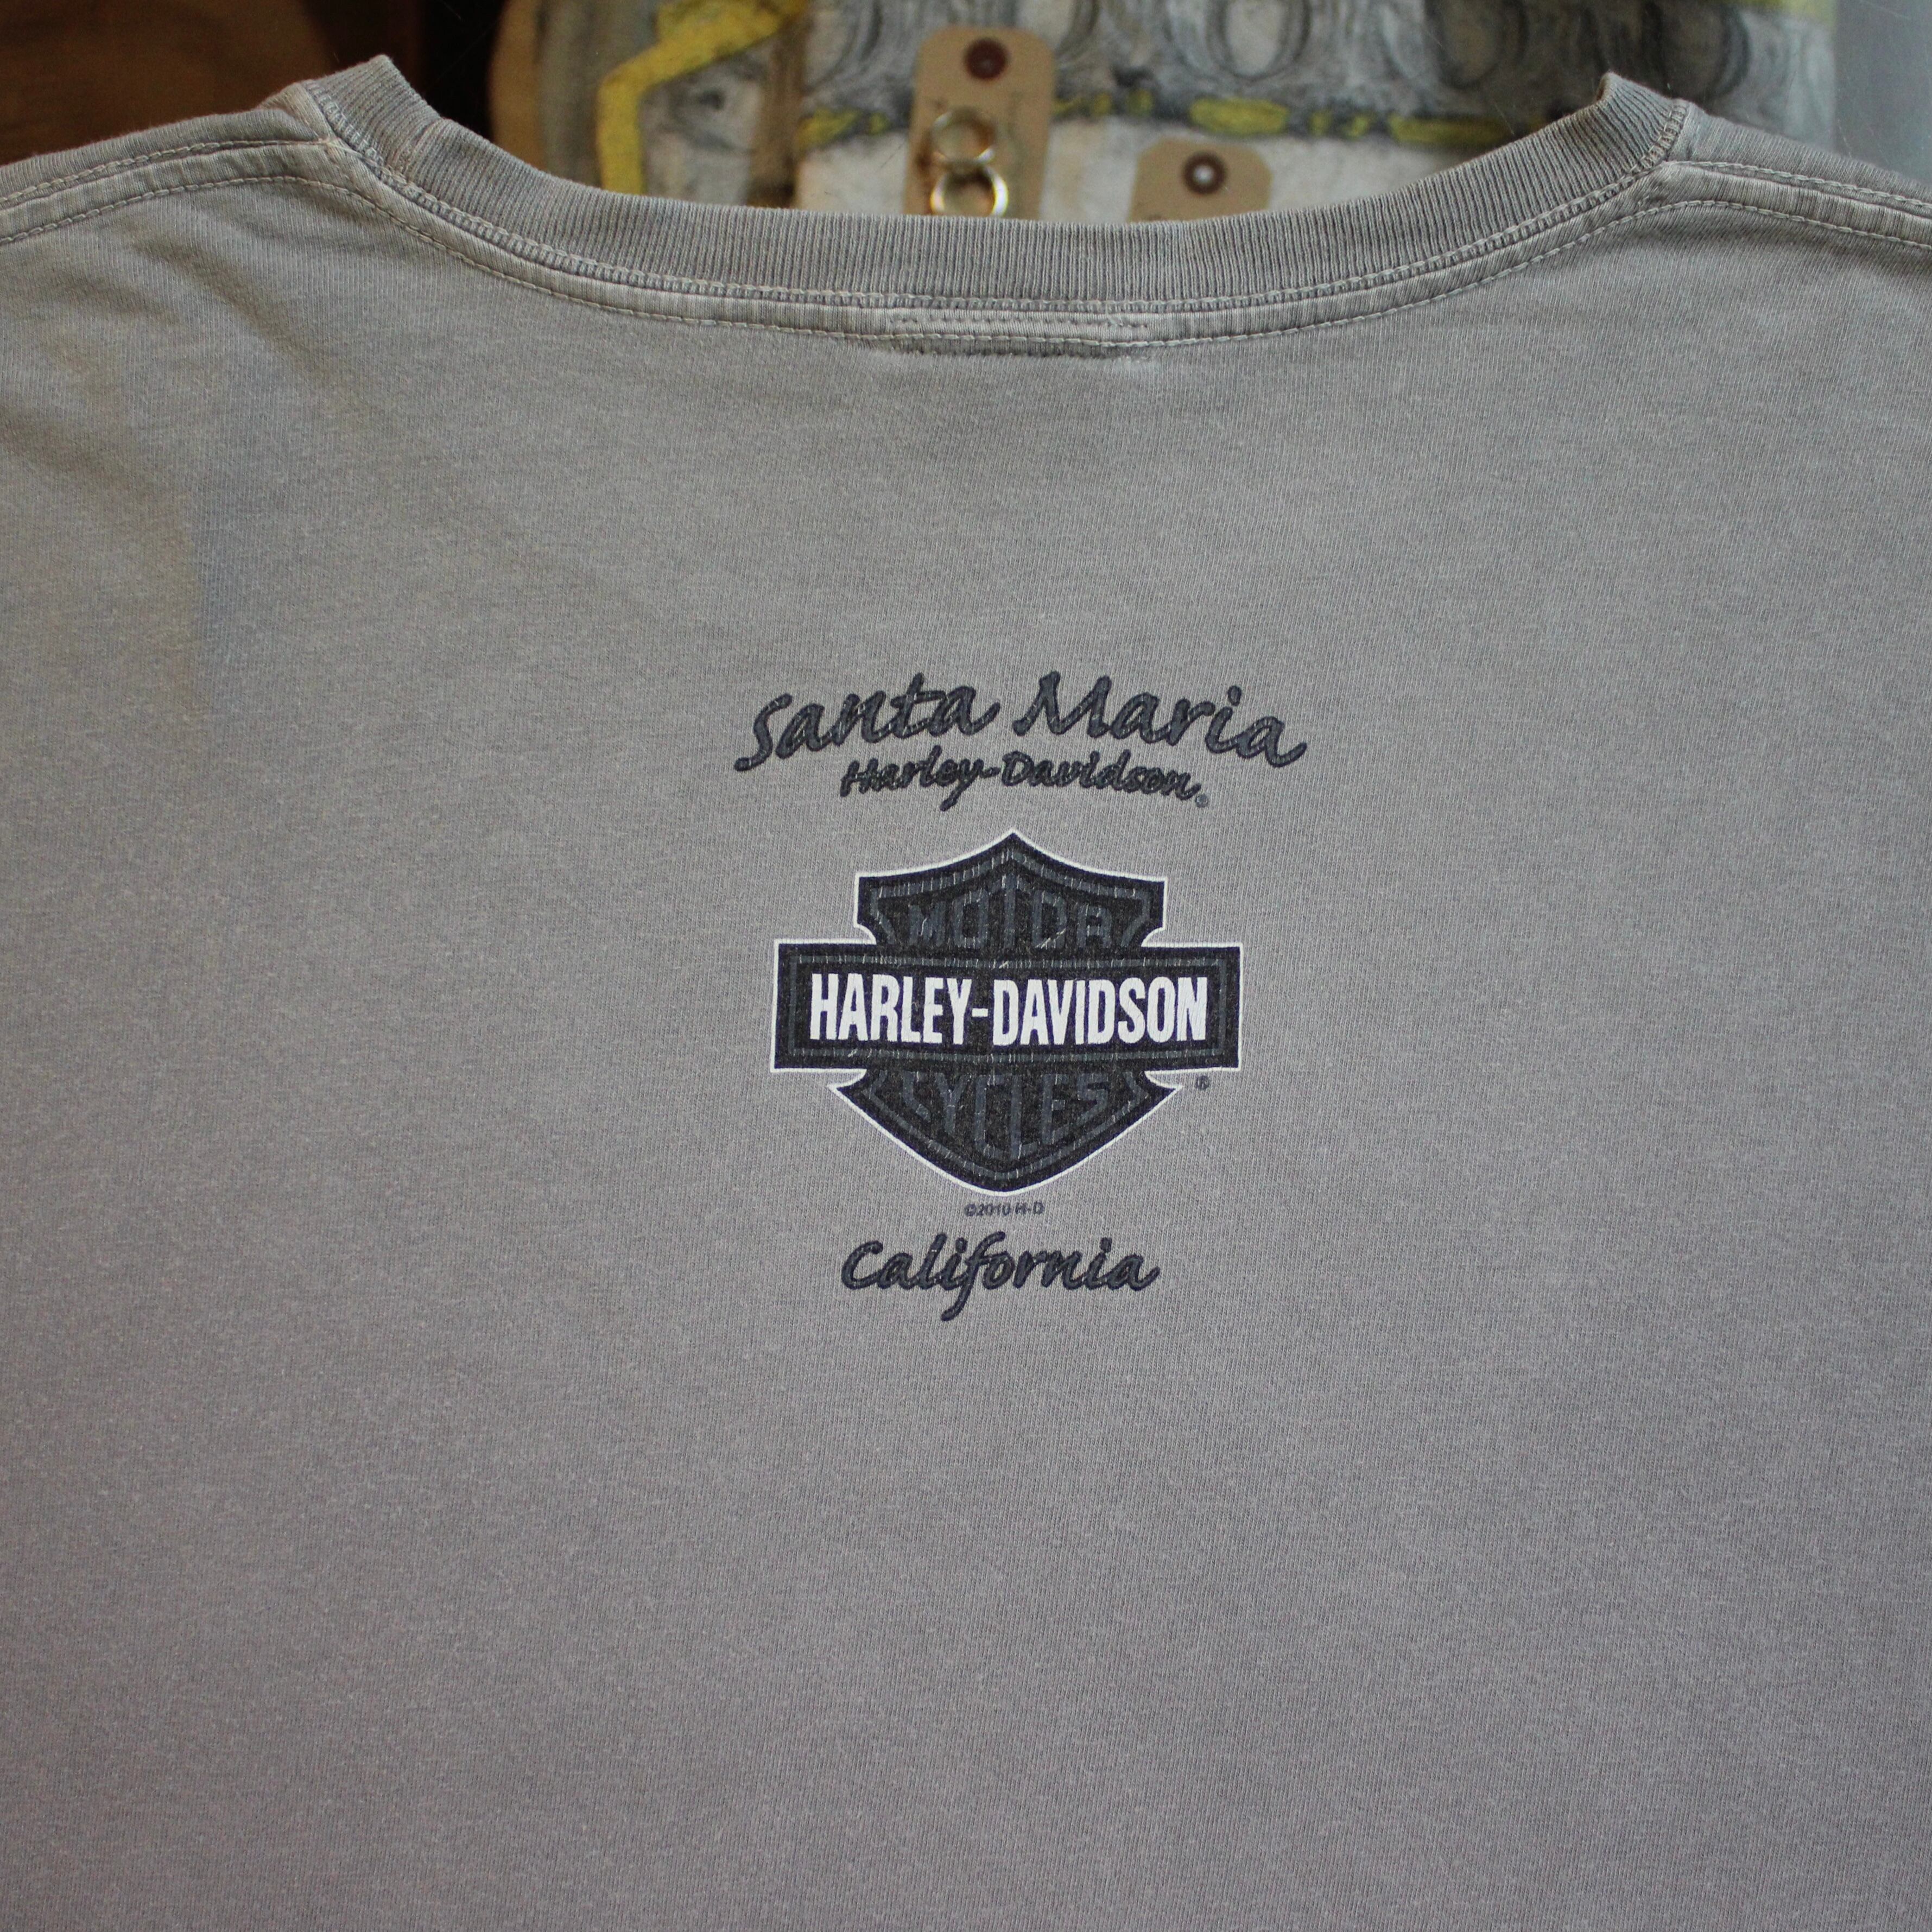 Santa Maria
Harley-Davidson®
MOTOR
HARLEY-DAVIDSON
CYCLES
®
©2010 H-D
California